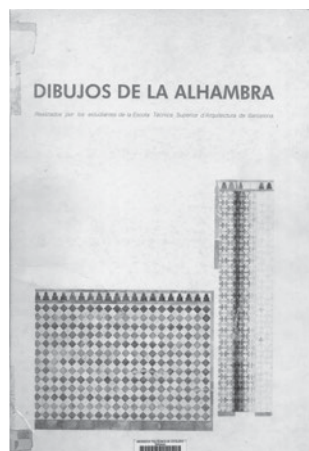 DIBUJOS DE LA ALHAMBRA
Realizados por los estudiantes de la Escola Tècnica Superior d'Arquitectura de Barcelona